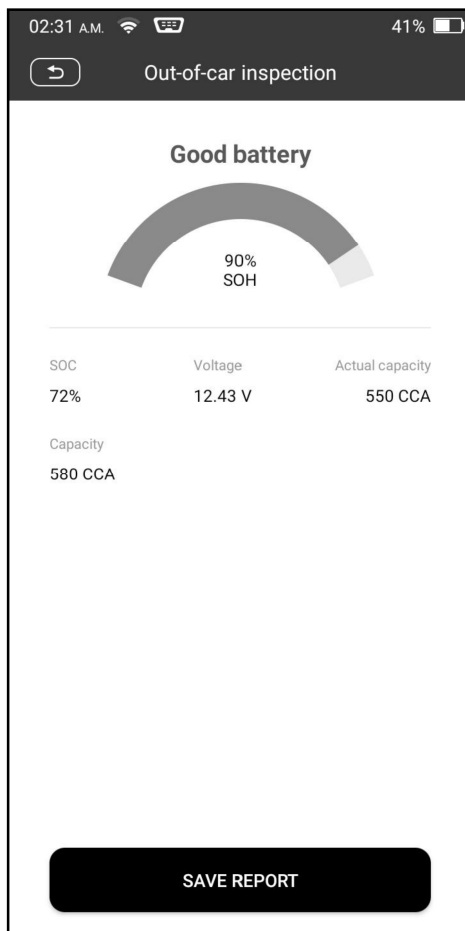 02:31 A.M. 41%
Out-of-car inspection
Good battery
90%
SOH
SOC Voltage Actual capacity
72% 12.43 V 550 CCA
Capacity
580 CCA
SAVE REPORT